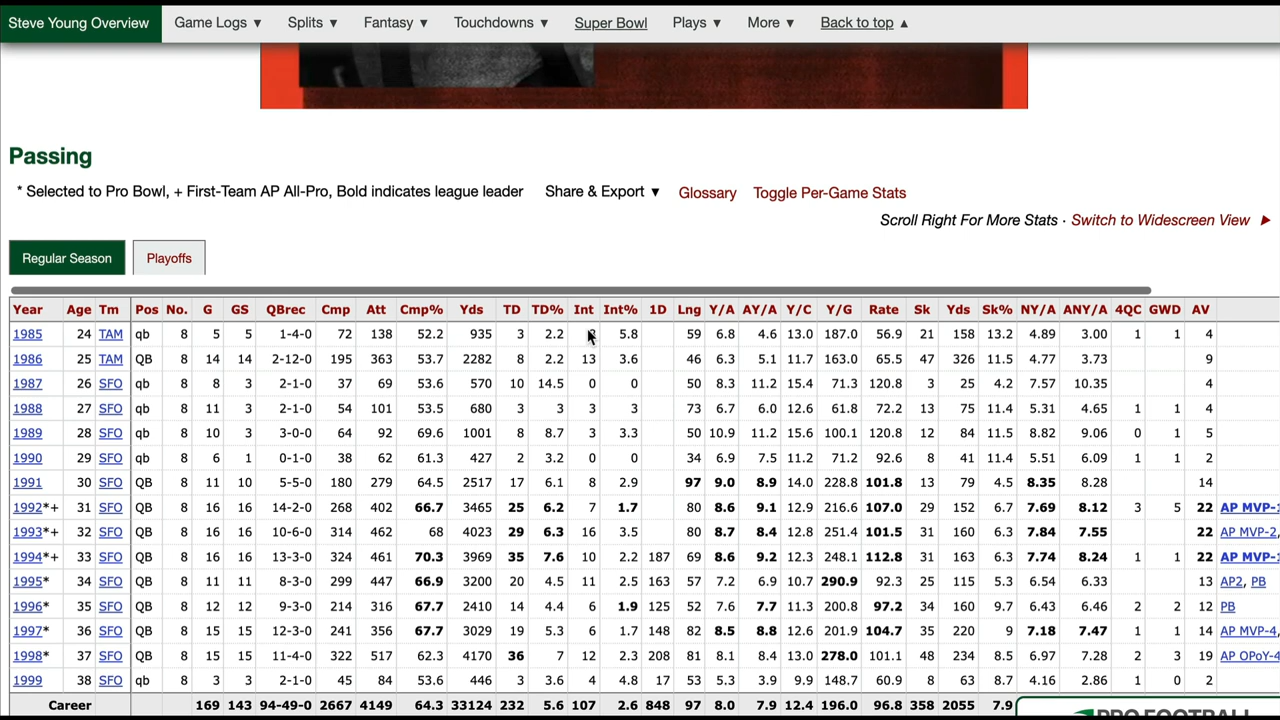 Steve Young Overview Game Logs ▼ Splits ▼ Fantasy ▼ Touchdowns ▼ Super Bowl Plays ▼ More ▼ Back to top ▲
Passing
* Selected to Pro Bowl, + First-Team AP All-Pro, Bold indicates league leader Share & Export ▼ Glossary Toggle Per-Game Stats
Scroll Right For More Stats · Switch to Widescreen View ►
Regular Season Playoffs
Year Age Tm Pos No. G GS QBrec Cmp Att Cmp% Yds TD TD% Int Int% 1D Lng Y/A AY/A Y/C Y/G Rate Sk Yds Sk% NY/A ANY/A 4QC GWD AV
1985 24 TAM qb 8 5 5 1-4-0 72 138 52.2 935 3 2.2 5.8 59 6.8 4.6 13.0 187.0 56.9 21 158 13.2 4.89 3.00 1 1 4
1986 25 TAM QB 8 14 14 2-12-0 195 363 53.7 2282 8 2.2 13 3.6 46 6.3 5.1 11.7 163.0 65.5 47 326 11.5 4.77 3.73 9
1987 26 SFO qb 8 8 3 2-1-0 37 69 53.6 570 10 14.5 0 0 50 8.3 11.2 15.4 71.3 120.8 3 25 4.2 7.57 10.35 4
1988 27 SFO qb 8 11 3 2-1-0 54 101 53.5 680 3 3 3 3 73 6.7 6.0 12.6 61.8 72.2 13 75 11.4 5.31 4.65 1 1 4
1989 28 SFO qb 8 10 3 3-0-0 64 92 69.6 1001 8 8.7 3 3.3 50 10.9 11.2 15.6 100.1 120.8 12 84 11.5 8.82 9.06 0 1 5
1990 29 SFO qb 8 6 1 0-1-0 38 62 61.3 427 2 3.2 0 0 34 6.9 7.5 11.2 71.2 92.6 8 41 11.4 5.51 6.09 1 1 2
1991 30 SFO QB 8 11 10 5-5-0 180 279 64.5 2517 17 6.1 8 2.9 97 9.0 8.9 14.0 228.8 101.8 13 79 4.5 8.35 8.28 14
1992*+ 31 SFO QB 8 16 16 14-2-0 268 402 66.7 3465 25 6.2 7 1.7 80 8.6 9.1 12.9 216.6 107.0 29 152 6.7 7.69 8.12 3 5 22 AP MVP-1
1993*+ 32 SFO QB 8 16 16 10-6-0 314 462 68 4023 29 6.3 16 3.5 80 8.7 8.4 12.8 251.4 101.5 31 160 6.3 7.84 7.55 22 AP MVP-2,
1994*+ 33 SFO QB 8 16 16 13-3-0 324 461 70.3 3969 35 7.6 10 2.2 187 69 8.6 9.2 12.3 248.1 112.8 31 163 6.3 7.74 8.24 1 1 22 AP MVP-1
1995* 34 SFO QB 8 11 11 8-3-0 299 447 66.9 3200 20 4.5 11 2.5 163 57 7.2 6.9 10.7 290.9 92.3 25 115 5.3 6.54 6.33 13 AP2, PB
1996* 35 SFO QB 8 12 12 9-3-0 214 316 67.7 2410 14 4.4 6 1.9 125 52 7.6 7.7 11.3 200.8 97.2 34 160 9.7 6.43 6.46 2 2 12 PB
1997* 36 SFO QB 8 15 15 12-3-0 241 356 67.7 3029 19 5.3 6 1.7 148 82 8.5 8.8 12.6 201.9 104.7 35 220 9 7.18 7.47 1 1 14 AP MVP-4,
1998* 37 SFO QB 8 15 15 11-4-0 322 517 62.3 4170 36 7 12 2.3 208 81 8.1 8.4 13.0 278.0 101.1 48 234 8.5 6.97 7.28 2 3 19 AP OPoY-4
1999 38 SFO qb 8 3 3 2-1-0 45 84 53.6 446 3 3.6 4 4.8 17 53 5.3 3.9 9.9 148.7 60.9 8 63 8.7 4.16 2.86 1 0 2
Career 169 143 94-49-0 2667 4149 64.3 33124 232 5.6 107 2.6 848 97 8.0 7.9 12.4 196.0 96.8 358 2055 7.9 PRO FOOTBALL